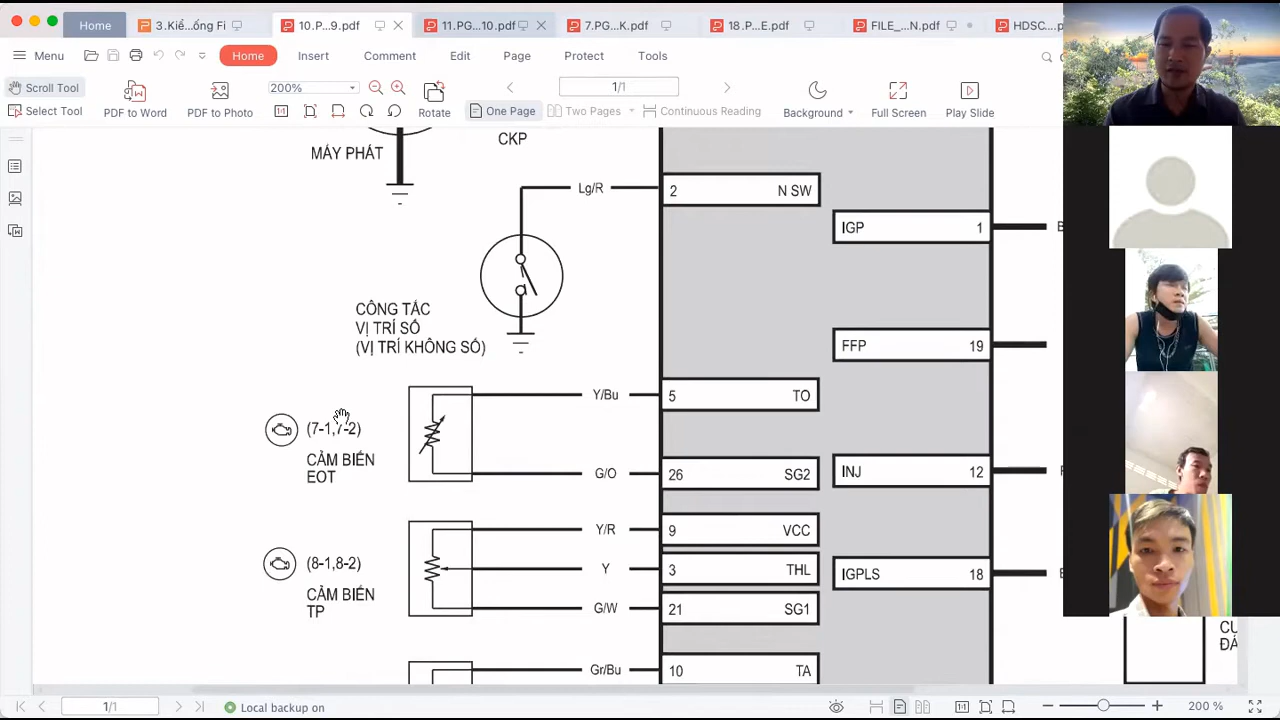 Home
3.Kiề...ống Fi
10.P...9.pdf
11.PG...10.pdf
7.PG...K.pdf
18.P...E.pdf
FILE_...N.pdf
HDSC...
Menu
Home
Insert
Comment
Edit
Page
Protect
Tools
Scroll Tool
Select Tool
PDF to Word
PDF to Photo
200%
Rotate
1/1
One Page
Two Pages
Continuous Reading
Background
Full Screen
Play Slide
MÁY PHÁT
CKP
Lg/R
2 N SW
IGP 1
CÔNG TẮC
VỊ TRÍ SỐ
(VỊ TRÍ KHÔNG SỐ)
FFP 19
Y/Bu
5 TO
(7-1,7-2)
CẢM BIẾN
EOT
G/O
26 SG2
INJ 12
Y/R
9 VCC
(8-1,8-2)
CẢM BIẾN
TP
Y
3 THL
IGPLS 18
G/W
21 SG1
Gr/Bu
10 TA
1/1
Local backup on
200 %